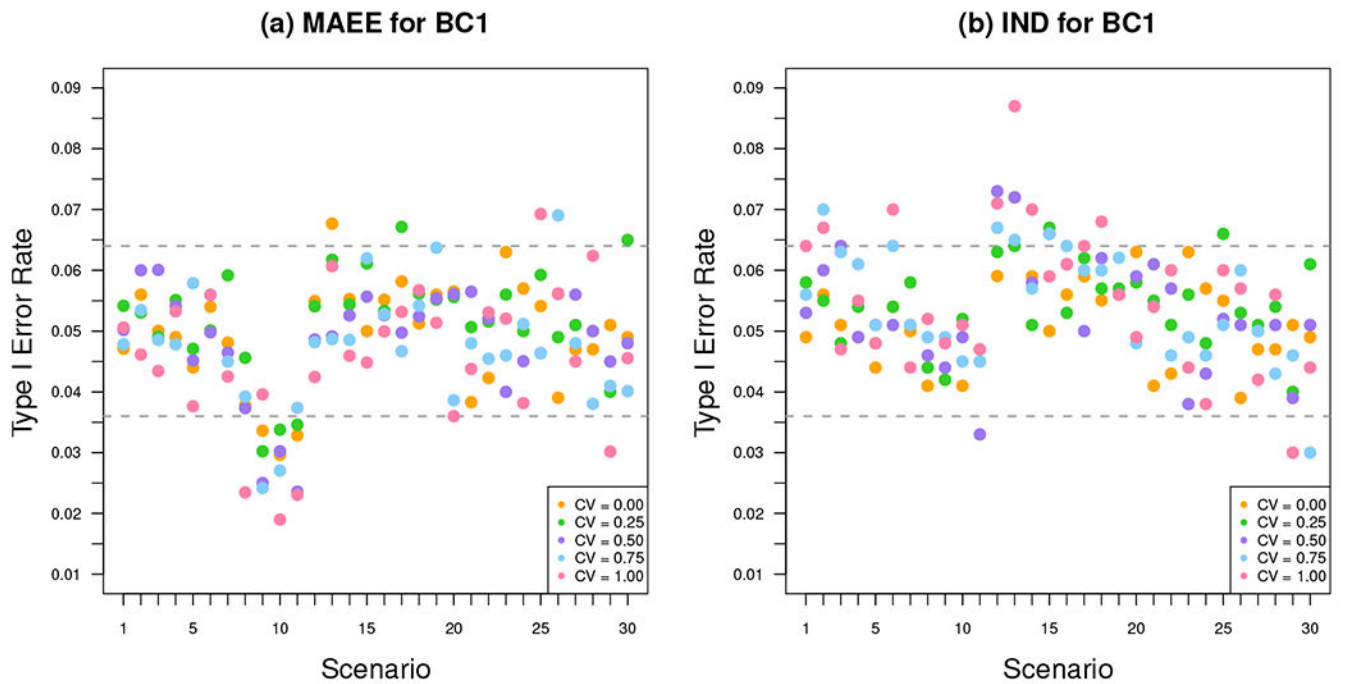 (a) MAEE for BC1
Type I Error Rate
0.09
0.08
0.07
0.06
0.05
0.04
0.03
0.02
0.01
CV = 0.00
CV = 0.25
CV = 0.50
CV = 0.75
CV = 1.00
1 5 10 15 20 25 30
Scenario
(b) IND for BC1
Type I Error Rate
0.09
0.08
0.07
0.06
0.05
0.04
0.03
0.02
0.01
CV = 0.00
CV = 0.25
CV = 0.50
CV = 0.75
CV = 1.00
1 5 10 15 20 25 30
Scenario